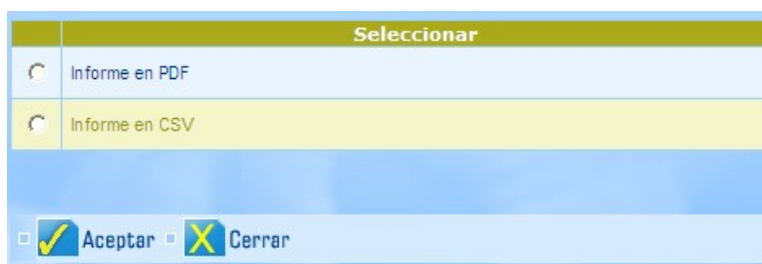 Seleccionar
Informe en PDF
Informe en CSV
Aceptar Cerrar